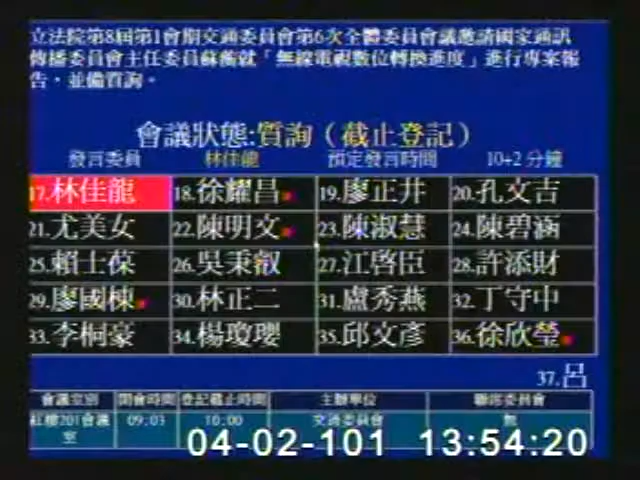 立法院第8屆第1會期交通委員會第6次全體委員會議邀請國家通訊
傳播委員會主任委員蘇蘅就「無線電視數位轉換進度」進行專案報
告,並備質詢。
會議狀態:質詢(截止登記)
發言委員 林佳龍 預定發言時間 10+2 分鐘
17.林佳龍 18.徐耀昌 19.廖正井 20.孔文吉
21.尤美女 22.陳明文 23.陳淑慧 24.陳碧涵
25.賴士葆 26.吳秉叡 27.江啓臣 28.許添財
29.廖國棟 30.林正二 31.盧秀燕 32.丁守中
33.李桐豪 34.楊瓊瓔 35.邱文彥 36.徐欣瑩
37.呂
會議室別 開會時間 登記截止時間 主辦單位 聯席委員會
紅樓201會議 09:03 10:00 交通委員會 無
室
04-02-101 13:54:20